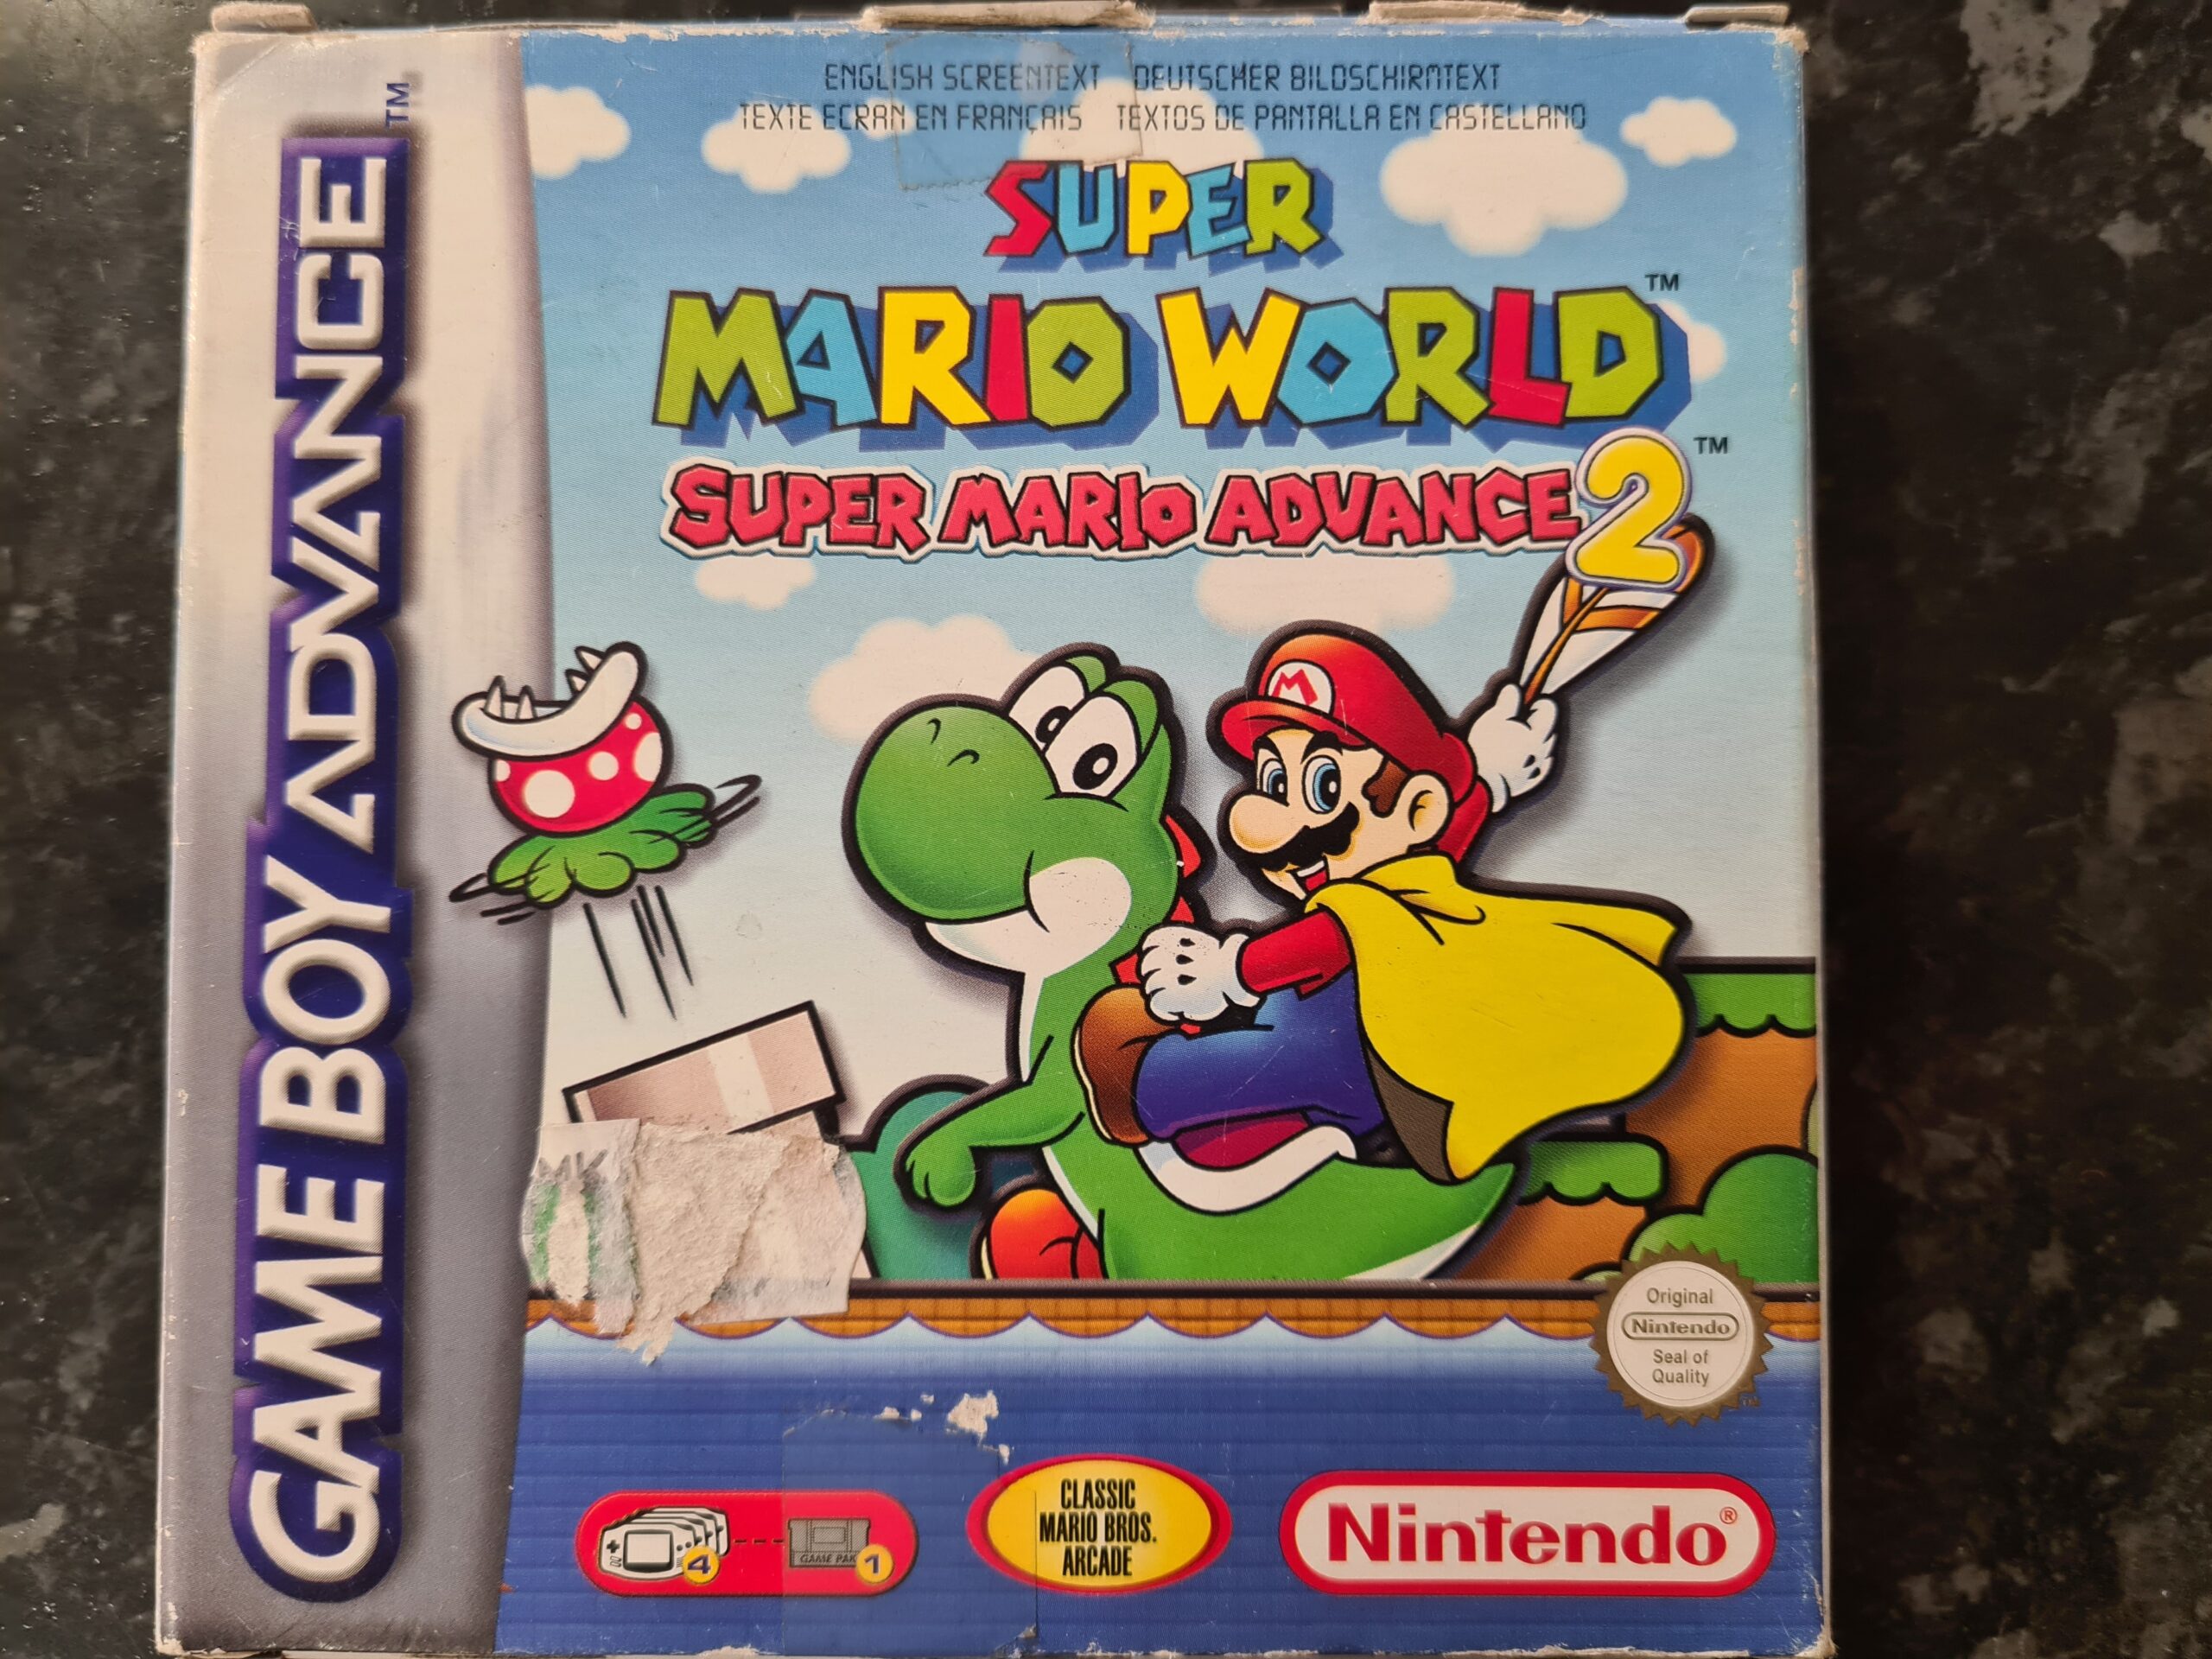 ENGLISH SCREENTEXT DEUTSCHER BILDSCHIRMTEXT
TEXTE ECRAN EN FRANÇAIS TEXTOS DE PANTALLA EN CASTELLANO
SUPER
MARIO WORLD™
SUPER MARIO ADVANCE 2™
GAME BOY ADVANCE™
M
Original
Nintendo
Seal of
Quality
™
4
GAME PAK
1
CLASSIC
MARIO BROS.
ARCADE
Nintendo®